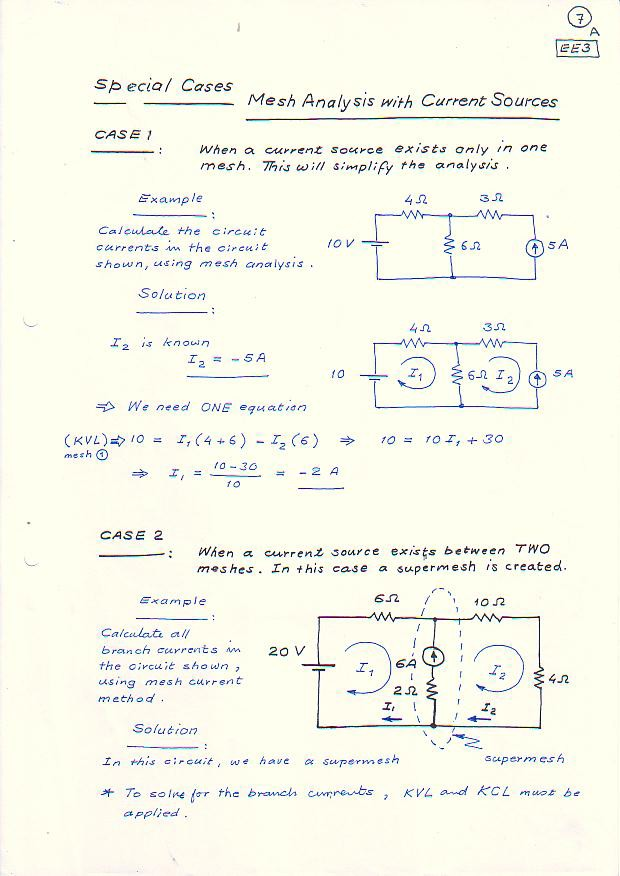 7
A
EE3
Special Cases
Mesh Analysis with Current Sources
CASE 1 :
When a current source exists only in one
mesh. This will simplify the analysis.
Example :
4Ω 3Ω
Calculate the circuit
currents in the circuit
shown, using mesh analysis.
10V 6Ω 5A
Solution :
I₂ is known
I₂ = -5A
4Ω 3Ω
10 I₁ 6Ω I₂ 5A
⇒ We need ONE equation
(KVL) ⇒ 10 = I₁(4+6) - I₂(6) ⇒ 10 = 10I₁ + 30
mesh ①
⇒ I₁ = (10-30)/10 = -2 A
CASE 2 :
When a current source exists between TWO
meshes. In this case a supermesh is created.
Example :
6Ω 10Ω
Calculate all
branch currents in
the circuit shown,
using mesh current
method.
20V I₁ 6A I₂ 4Ω
2Ω
I₁ I₂
Solution :
In this circuit, we have a supermesh
supermesh
* To solve for the branch currents, KVL and KCL must be
applied.